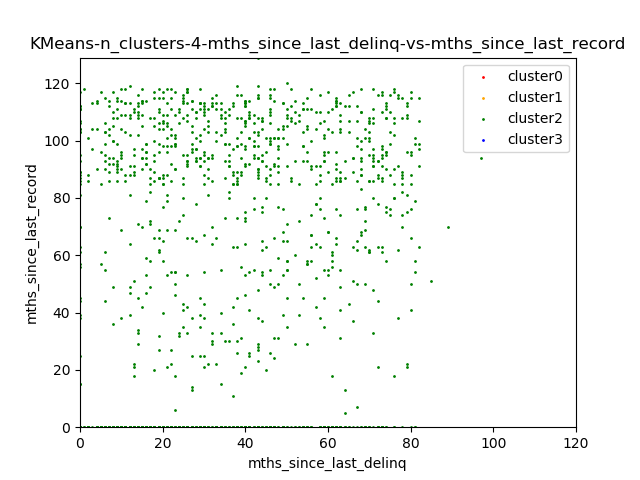 KMeans-n_clusters-4-mths_since_last_delinq-vs-mths_since_last_record
cluster0
cluster1
cluster2
cluster3
120
100
80
60
40
20
0
mths_since_last_record
0 20 40 60 80 100 120
mths_since_last_delinq